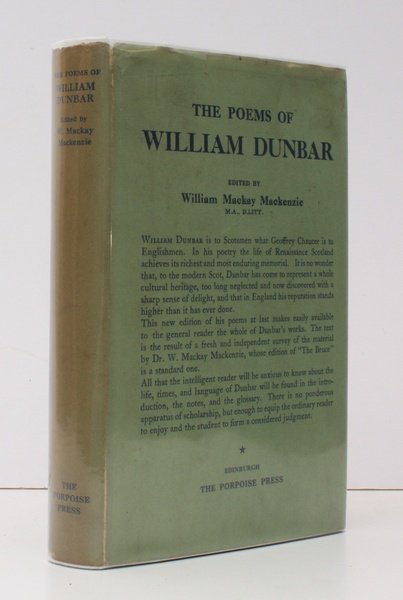 THE POEMS OF
WILLIAM
DUNBAR
Edited by
W. Mackay
Mackenzie
THE
PORPOISE
PRESS
THE POEMS OF
WILLIAM DUNBAR
EDITED BY
William Mackay Mackenzie
M.A., D.LITT.
WILLIAM DUNBAR is to Scotsmen what Geoffrey Chaucer is to
Englishmen. In his poetry the life of Renaissance Scotland
achieves its richest and most enduring memorial. It is no wonder
that, to the modern Scot, Dunbar has come to represent a whole
cultural heritage, too long neglected and now discovered with a
sharp sense of delight, and that in England his reputation stands
higher than it has ever done.
This new edition of his poems at last makes easily available
to the general reader the whole of Dunbar's works. The text
is the result of a fresh and independent survey of the material
by Dr. W. Mackay Mackenzie, whose edition of "The Bruce"
is a standard one.
All that the intelligent reader will be anxious to know about the
life, times, and language of Dunbar will be found in the intro-
duction, the notes, and the glossary. There is no ponderous
apparatus of scholarship, but enough to equip the ordinary reader
to enjoy and the student to form a considered judgment.
★
EDINBURGH
THE PORPOISE PRESS